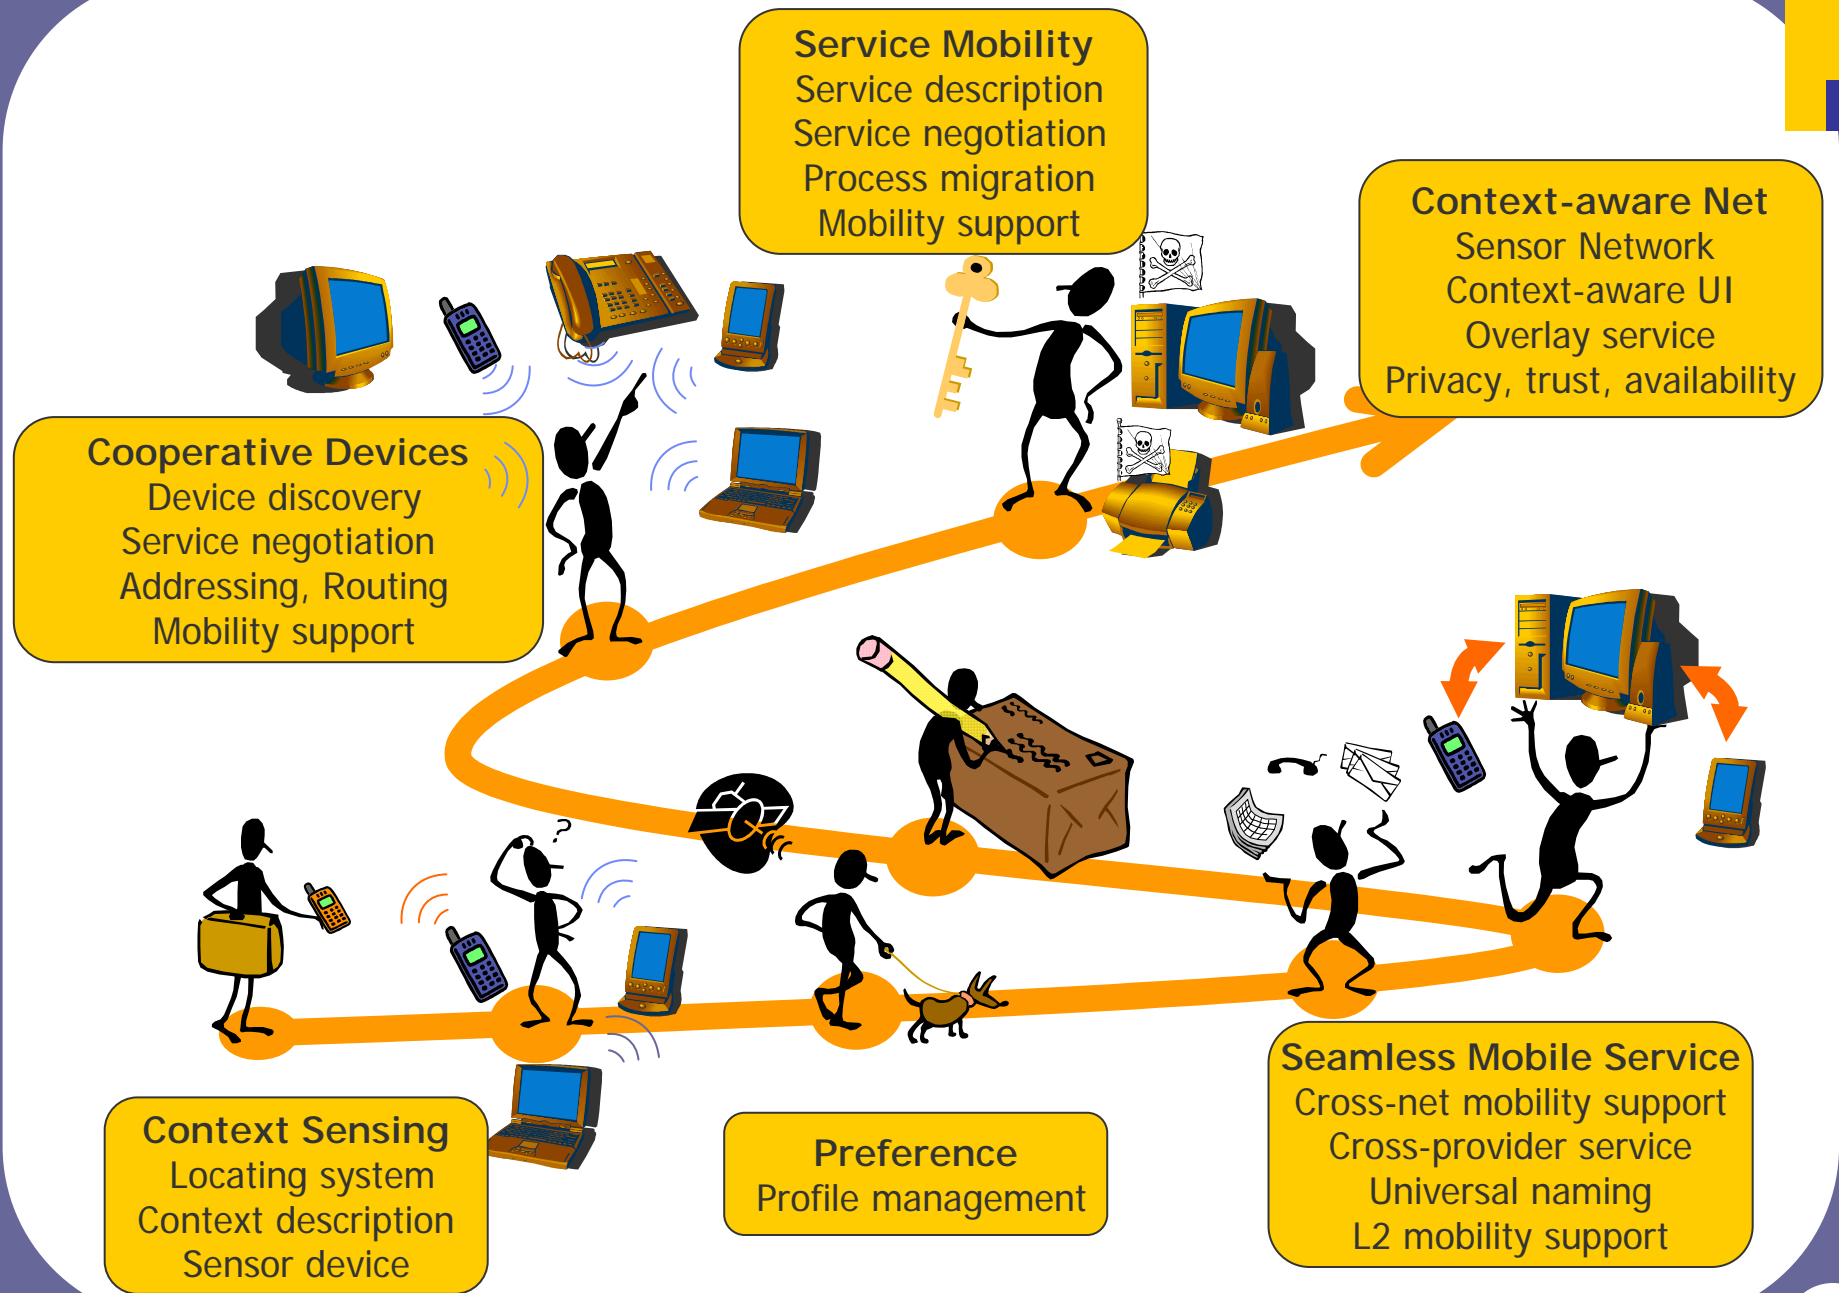 Service Mobility
Service description
Service negotiation
Process migration
Mobility support
Context-aware Net
Sensor Network
Context-aware UI
Overlay service
Privacy, trust, availability
Cooperative Devices
Device discovery
Service negotiation
Addressing, Routing
Mobility support
?
Context Sensing
Locating system
Context description
Sensor device
Preference
Profile management
Seamless Mobile Service
Cross-net mobility support
Cross-provider service
Universal naming
L2 mobility support